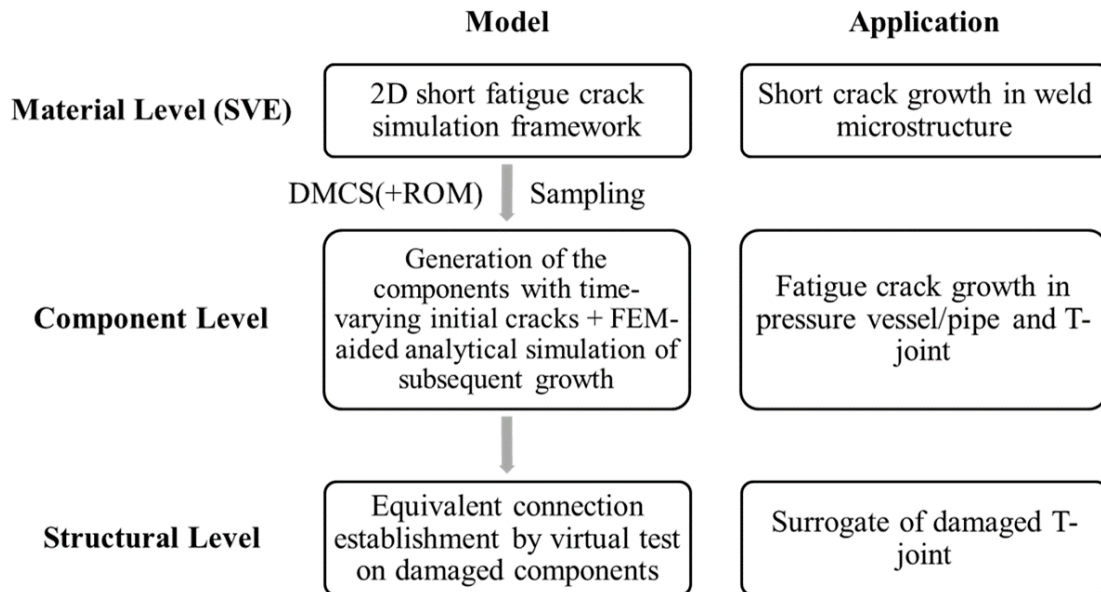 Model
Application
Material Level (SVE)
2D short fatigue crack
simulation framework
Short crack growth in weld
microstructure
DMCS(+ROM)
Sampling
Component Level
Generation of the
components with time-
varying initial cracks + FEM-
aided analytical simulation of
subsequent growth
Fatigue crack growth in
pressure vessel/pipe and T-
joint
Structural Level
Equivalent connection
establishment by virtual test
on damaged components
Surrogate of damaged T-
joint